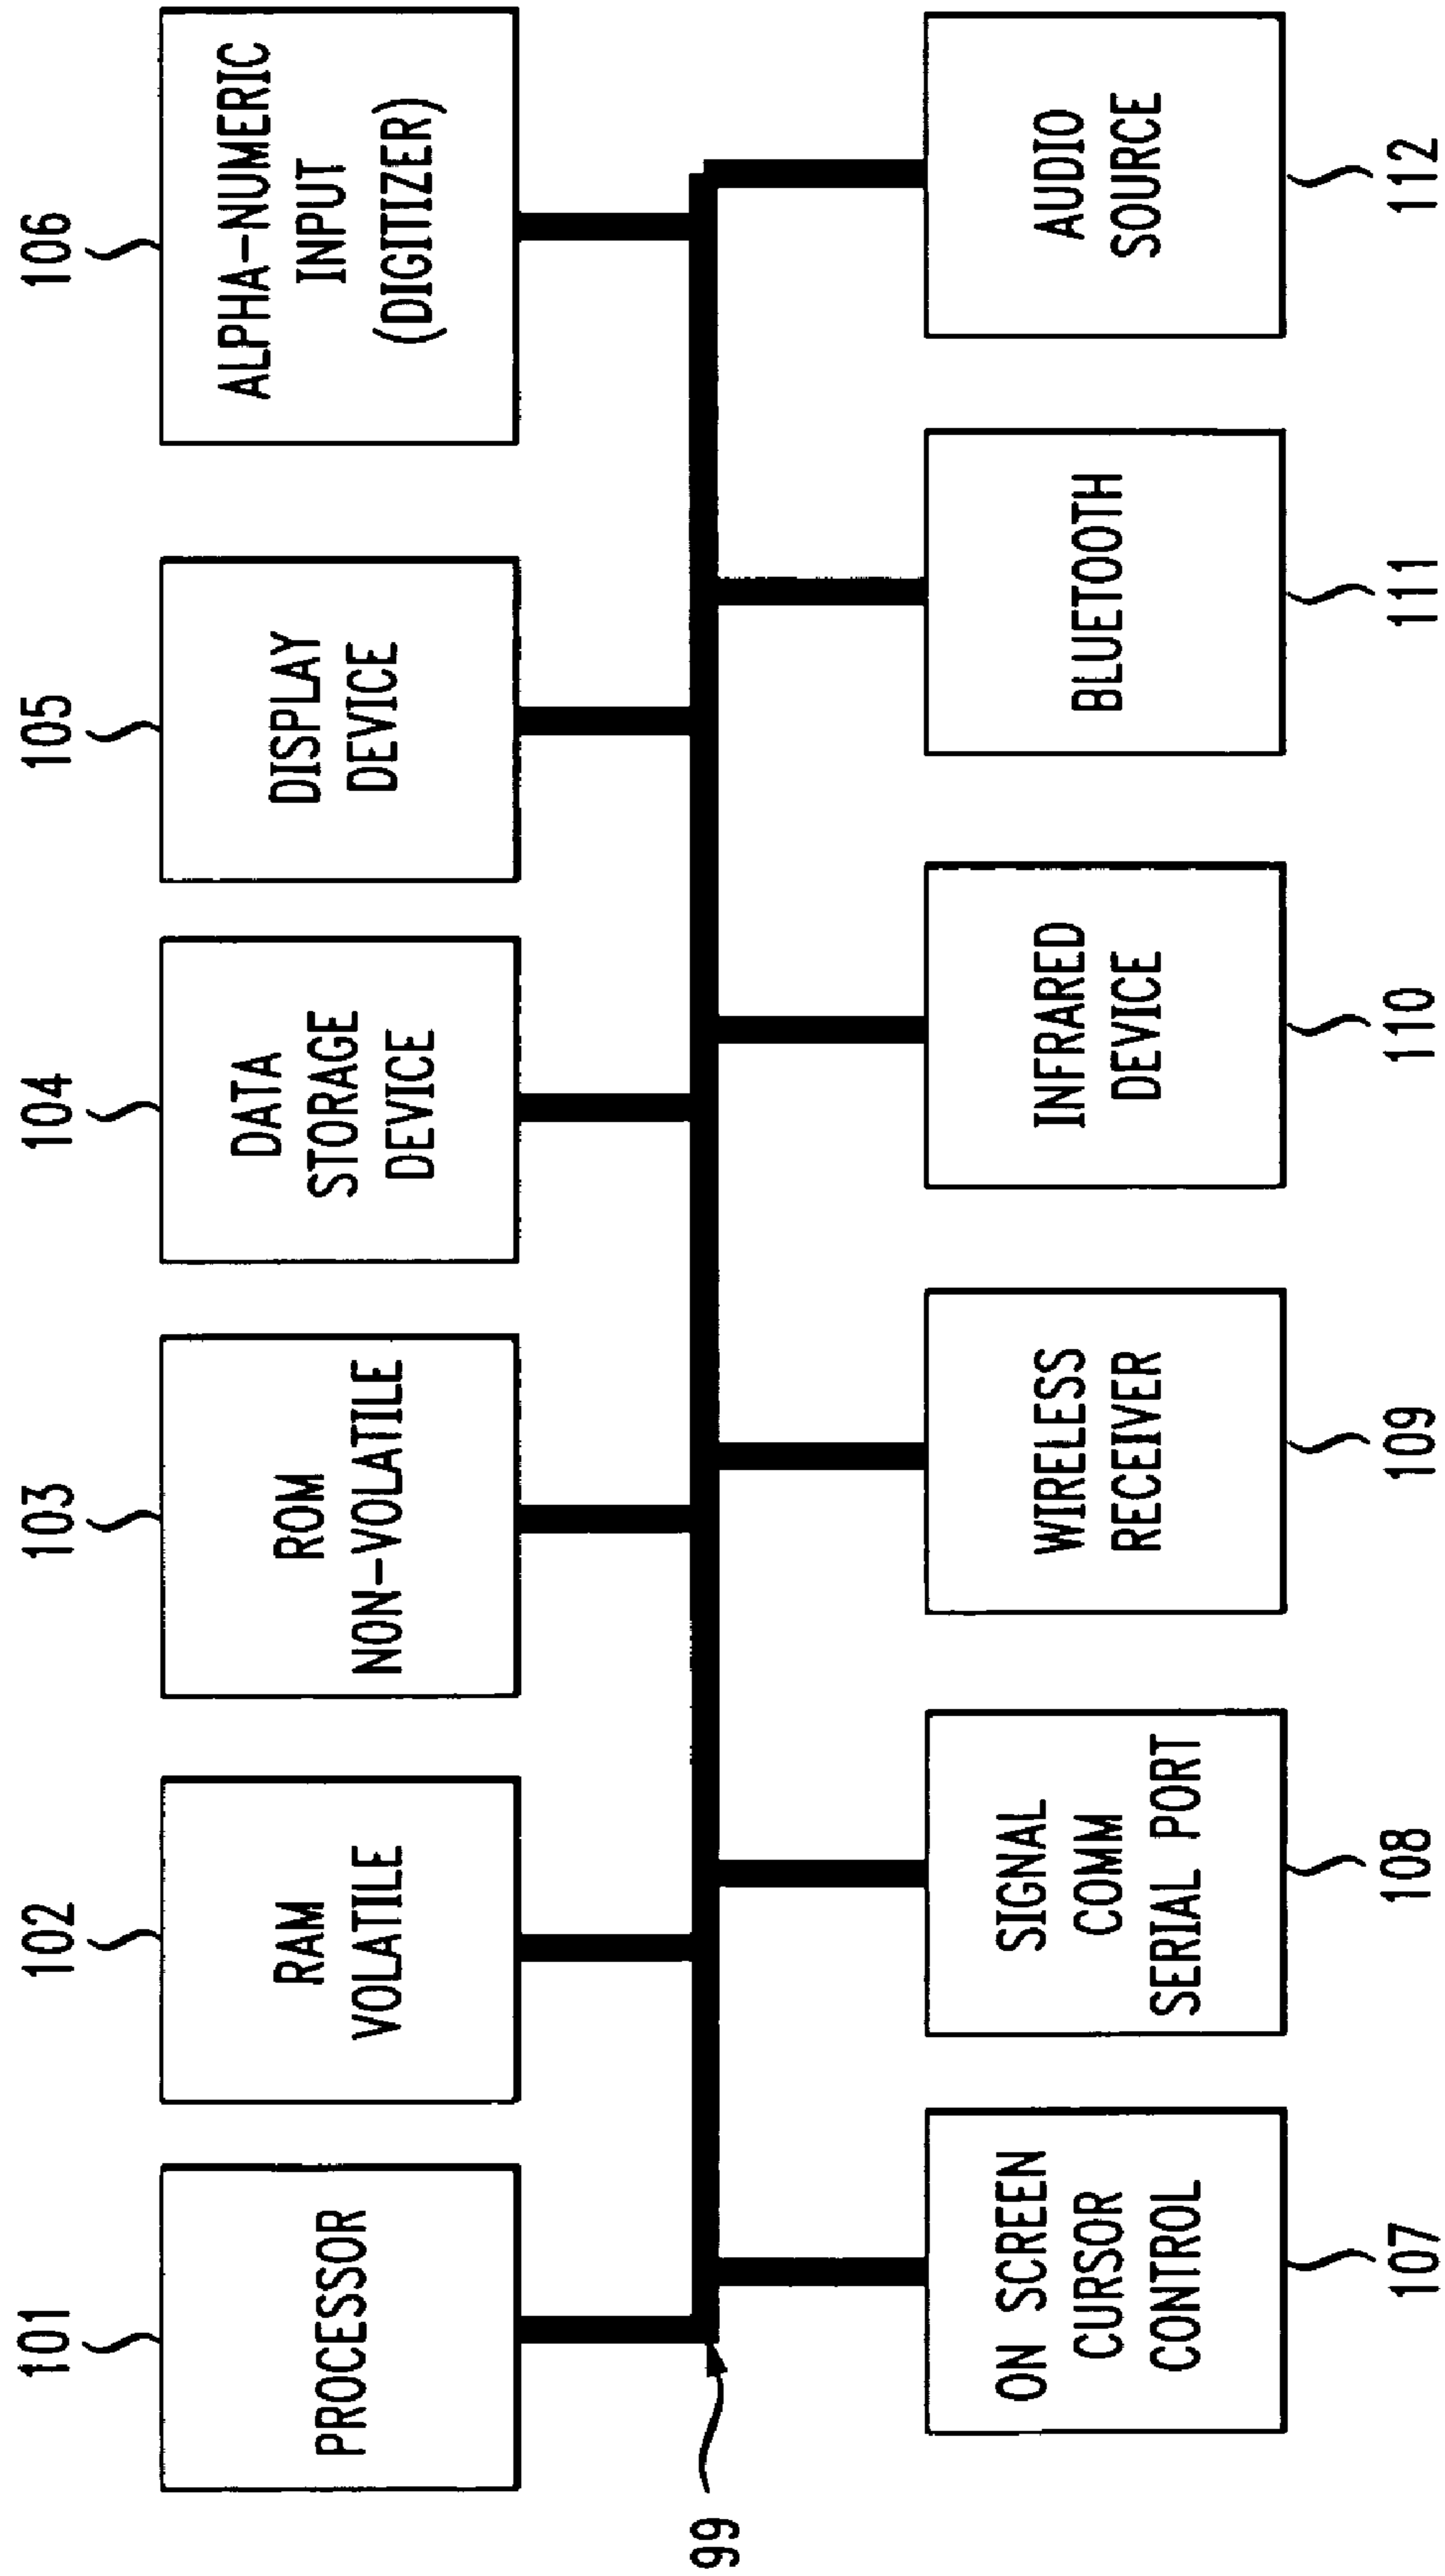 101
PROCESSOR
102
RAM
VOLATILE
103
ROM
NON-VOLATILE
104
DATA
STORAGE
DEVICE
105
DISPLAY
DEVICE
106
ALPHA-NUMERIC
INPUT
(DIGITIZER)
99
ON SCREEN
CURSOR
CONTROL
107
SIGNAL
COMM
SERIAL PORT
108
WIRELESS
RECEIVER
109
INFRARED
DEVICE
110
BLUETOOTH
111
AUDIO
SOURCE
112